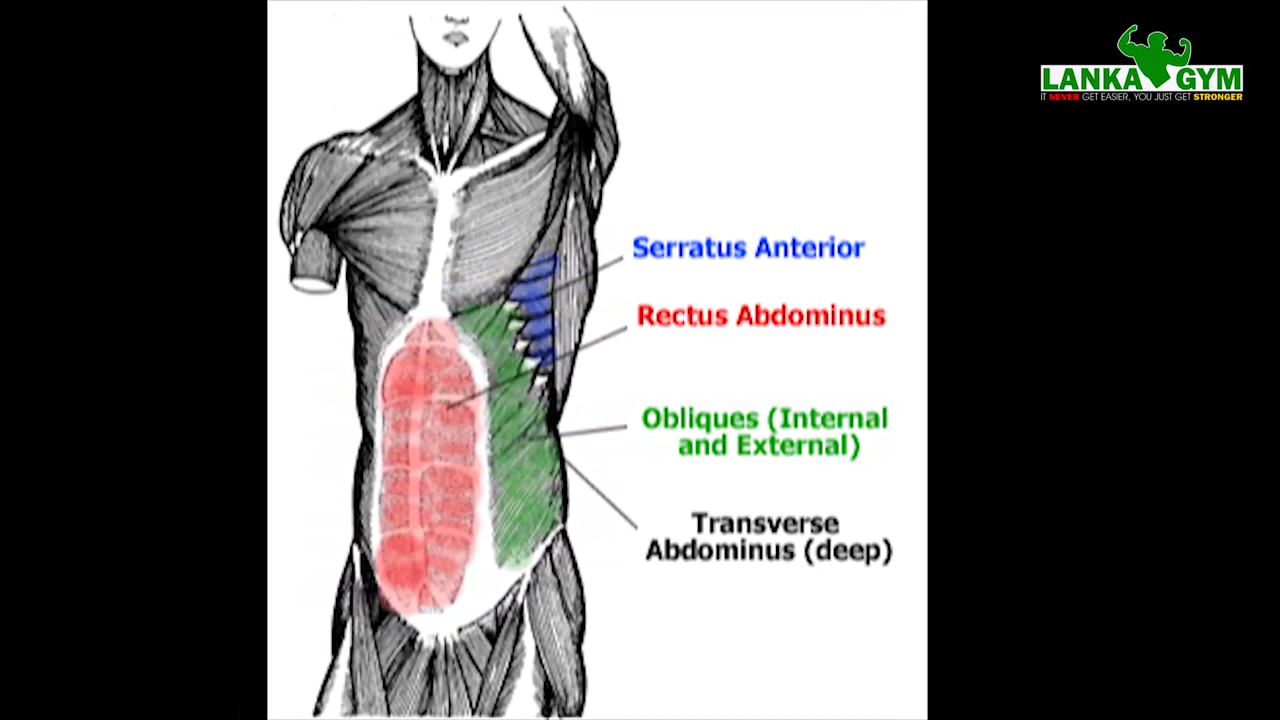 LANKA GYM
IT NEVER GET EASIER, YOU JUST GET STRONGER
Serratus Anterior
Rectus Abdominus
Obliques (Internal
and External)
Transverse
Abdominus (deep)